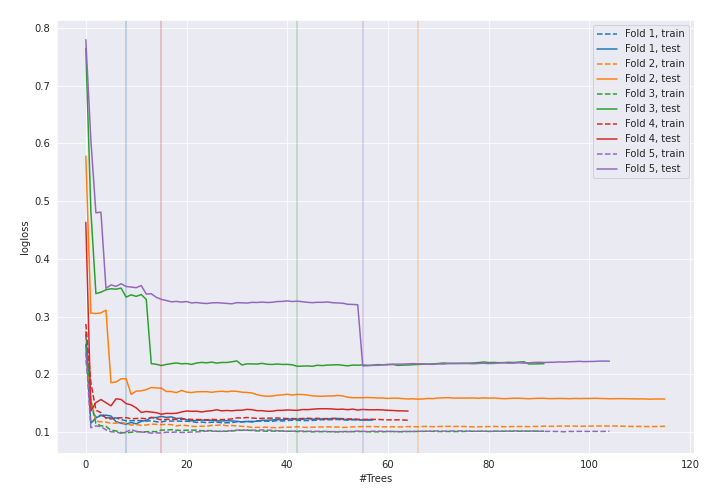 0.8
0.7
0.6
0.5
0.4
0.3
0.2
0.1
logloss
0
20
40
60
80
100
120
#Trees
Fold 1, train
Fold 1, test
Fold 2, train
Fold 2, test
Fold 3, train
Fold 3, test
Fold 4, train
Fold 4, test
Fold 5, train
Fold 5, test